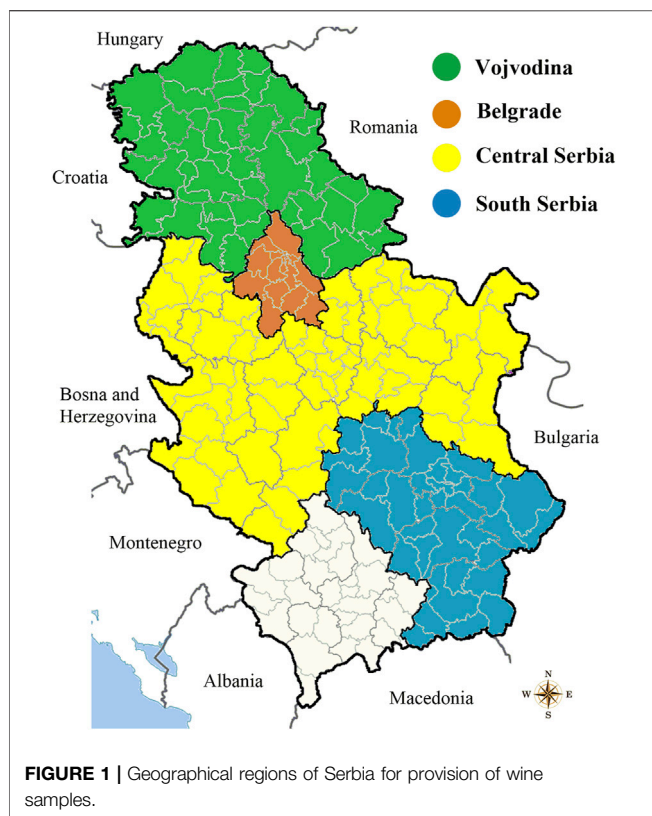 Hungary
Vojvodina
Belgrade
Romania
Central Serbia
Croatia
South Serbia
Bosna and
Herzegovina
Bulgaria
Montenegro
Albania
Macedonia
N
W E
S
FIGURE 1 | Geographical regions of Serbia for provision of wine
samples.